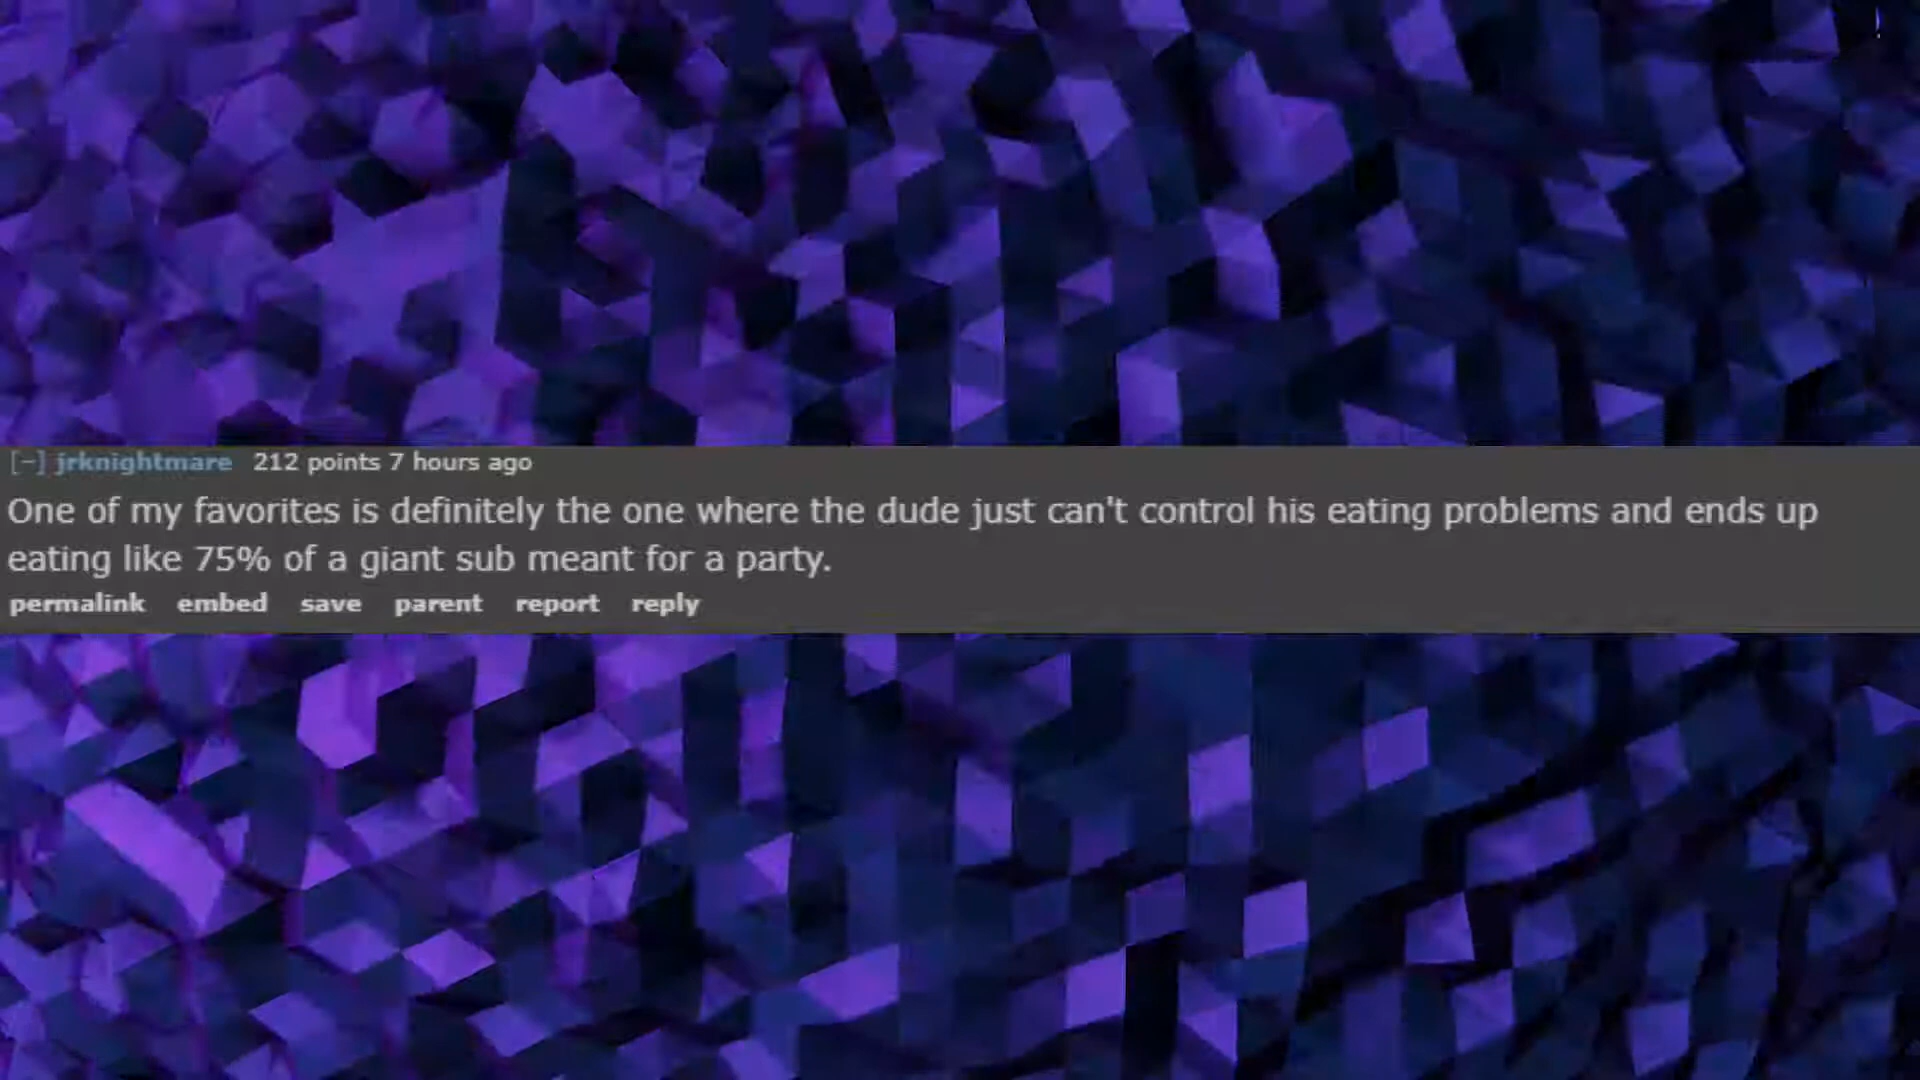 [–] jrknightmare 212 points 7 hours ago
One of my favorites is definitely the one where the dude just can't control his eating problems and ends up
eating like 75% of a giant sub meant for a party.
permalink embed save parent report reply